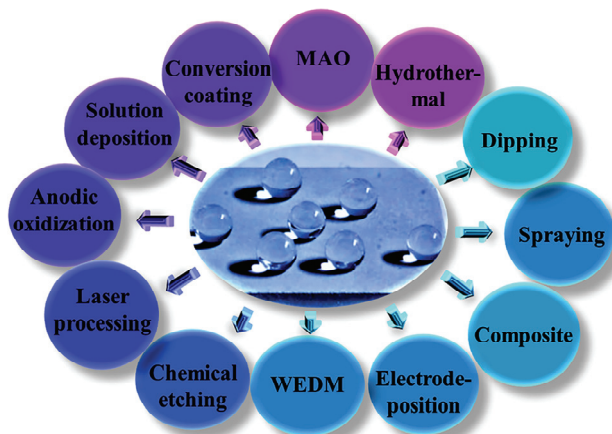 MAO
Hydrother-
mal
Dipping
Spraying
Composite
Electrode-
position
WEDM
Chemical
etching
Laser
processing
Anodic
oxidization
Solution
deposition
Conversion
coating